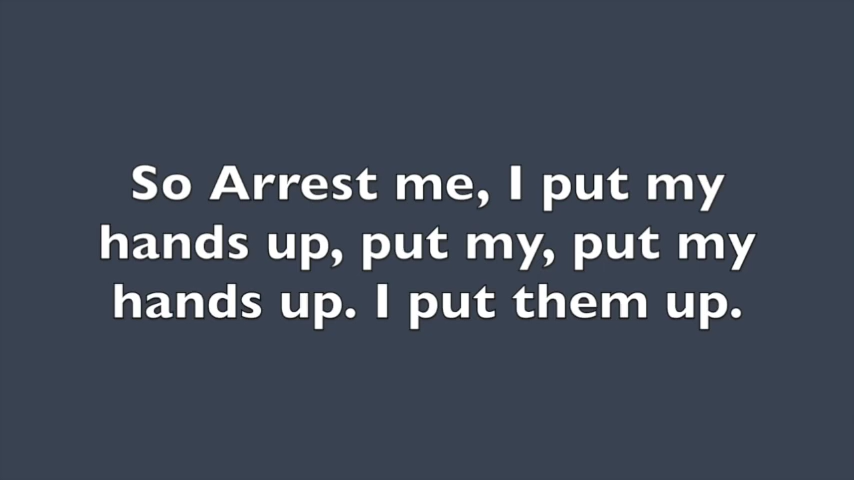 So Arrest me, I put my
hands up, put my, put my
hands up. I put them up.